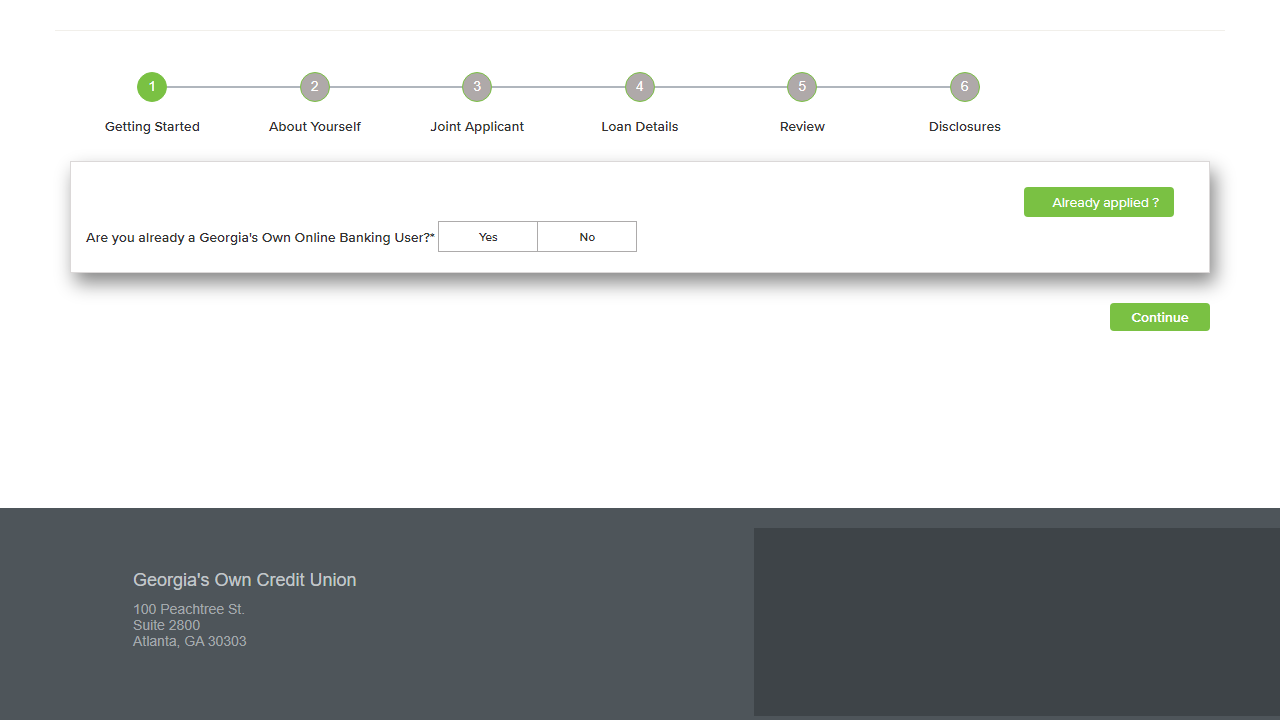 1 2 3 4 5 6
Getting Started About Yourself Joint Applicant Loan Details Review Disclosures
Already applied ?
Are you already a Georgia's Own Online Banking User?* Yes No
Continue
Georgia's Own Credit Union
100 Peachtree St.
Suite 2800
Atlanta, GA 30303